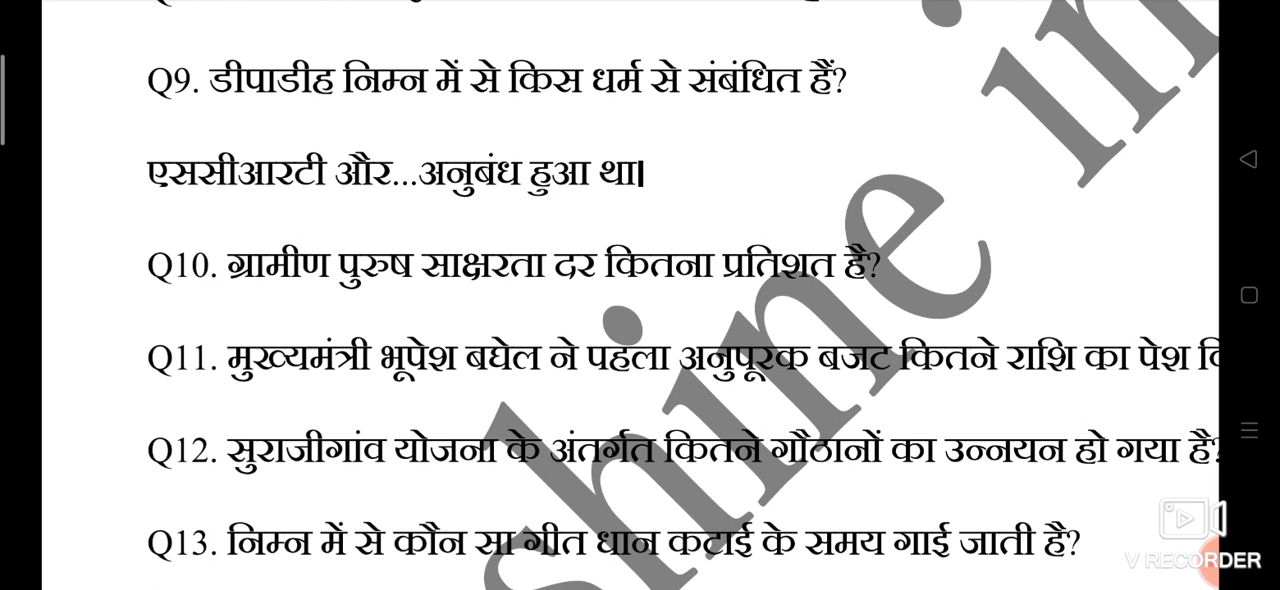 Q9. डीपाडीह निम्न में से किस धर्म से संबंधित हैं?
एससीआरटी और...अनुबंध हुआ था।
Q10. ग्रामीण पुरुष साक्षरता दर कितना प्रतिशत है?
Q11. मुख्यमंत्री भूपेश बघेल ने पहला अनुपूरक बजट कितने राशि का पेश
Q12. सुराजीगांव योजना के अंतर्गत कितने गौठानों का उन्नयन हो गया है?
Q13. निम्न में से कौन सा गीत धान कटाई के समय गाई जाती है?
shine in
V RECORDER